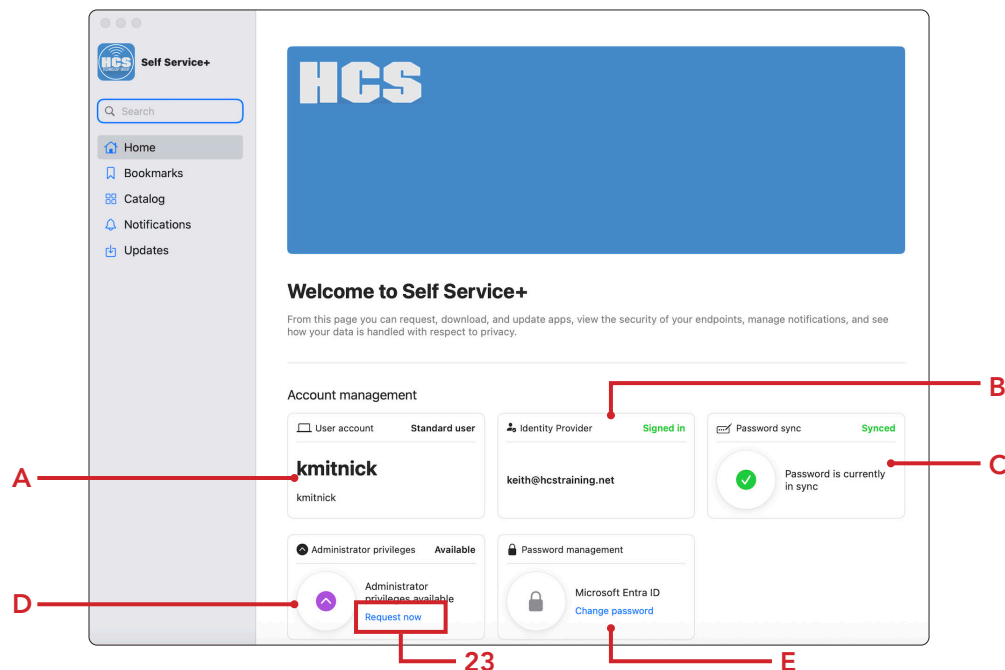 HCS
Self Service+
Search
Home
Bookmarks
Catalog
Notifications
Updates
HCS
Welcome to Self Service+
From this page you can request, download, and update apps, view the security of your endpoints, manage notifications, and see
how your data is handled with respect to privacy.
Account management
B
User account Standard user
Identity Provider Signed in
Password sync Synced
A
kmitnick
kmitnick
keith@hcstraining.net
Password is currently
in sync
C
Administrator privileges Available
Password management
D
Administrator
privileges available
Request now
Microsoft Entra ID
Change password
23
E